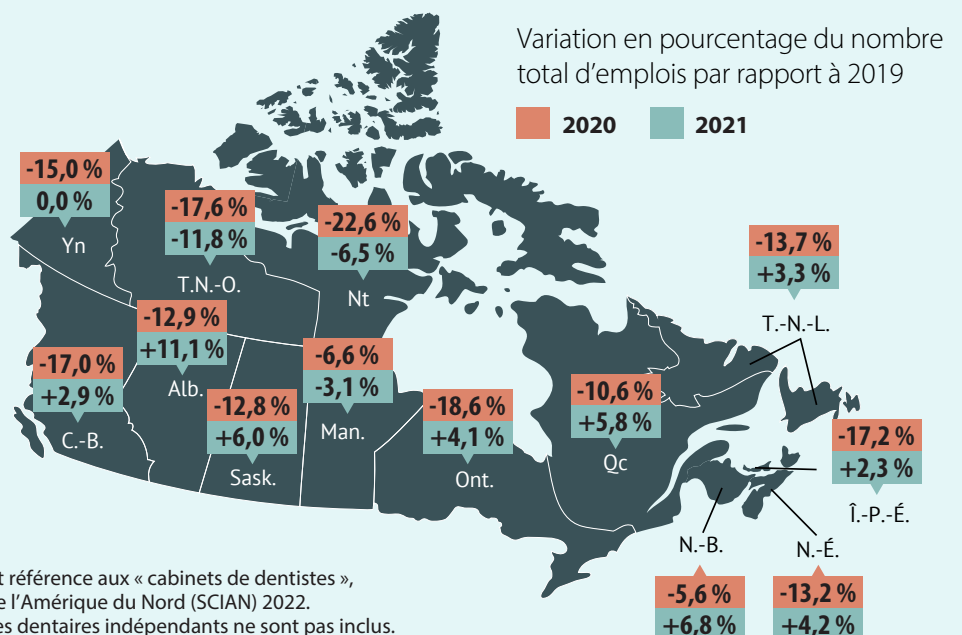 Variation en pourcentage du nombre
total d'emplois par rapport à 2019
2020
2021
-15,0 %
0,0 %
Yn
-17,6 %
-11,8 %
T.N.-O.
-22,6 %
-6,5 %
Nt
-13,7 %
+3,3 %
T.-N.-L.
-17,0 %
+2,9 %
C.-B.
-12,9 %
+11,1 %
Alb.
-12,8 %
+6,0 %
Sask.
-6,6 %
-3,1 %
Man.
-18,6 %
+4,1 %
Ont.
-10,6 %
+5,8 %
Qc
-17,2 %
+2,3 %
Î.-P.-É.
N.-B.
-5,6 %
+6,8 %
N.-É.
-13,2 %
+4,2 %
référence aux « cabinets de dentistes »,
l'Amérique du Nord (SCIAN) 2022.
dentaires indépendants ne sont pas inclus.